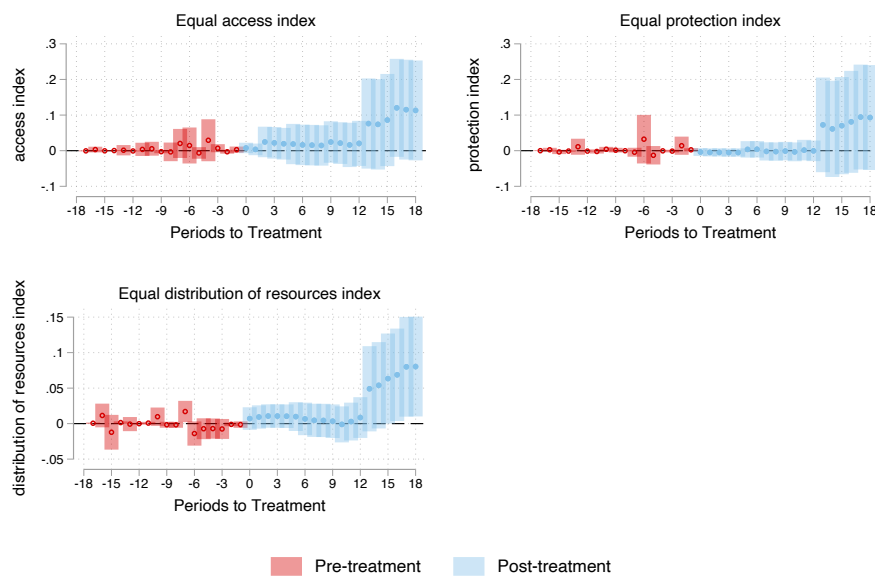 Equal access index
access index
.3
.2
.1
0
-.1
-18 -15 -12 -9 -6 -3 0 3 6 9 12 15 18
Periods to Treatment
Equal protection index
protection index
.3
.2
.1
0
-.1
-18 -15 -12 -9 -6 -3 0 3 6 9 12 15 18
Periods to Treatment
Equal distribution of resources index
distribution of resources index
.15
.1
.05
0
-.05
-18 -15 -12 -9 -6 -3 0 3 6 9 12 15 18
Periods to Treatment
Pre-treatment
Post-treatment